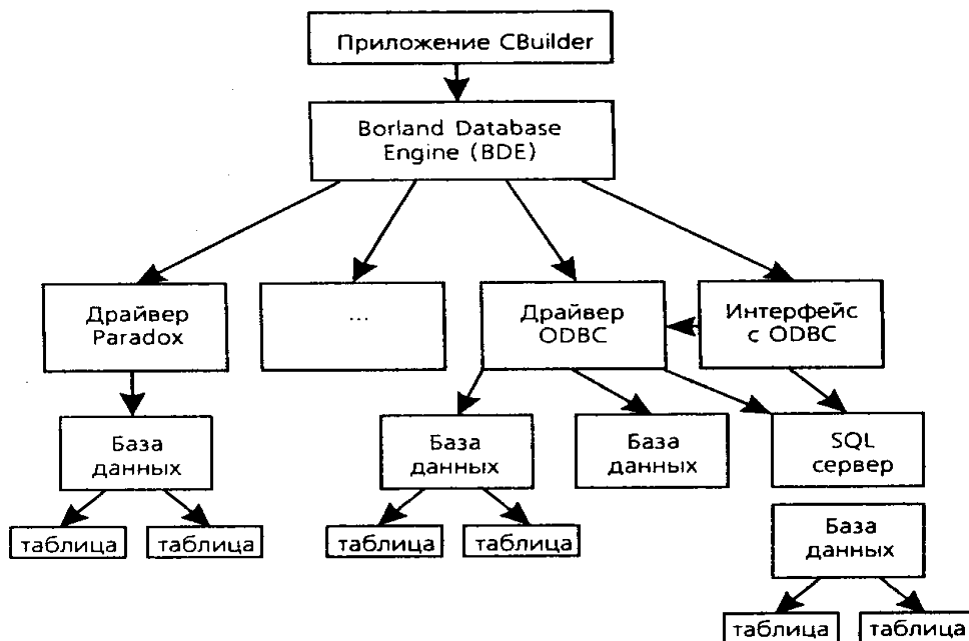 Приложение CBuilder
Borland Database
Engine (BDE)
Драйвер
Paradox
...
Драйвер
ODBC
Интерфейс
с ODBC
База
данных
База
данных
База
данных
SQL
сервер
таблица
таблица
таблица
таблица
База
данных
таблица
таблица